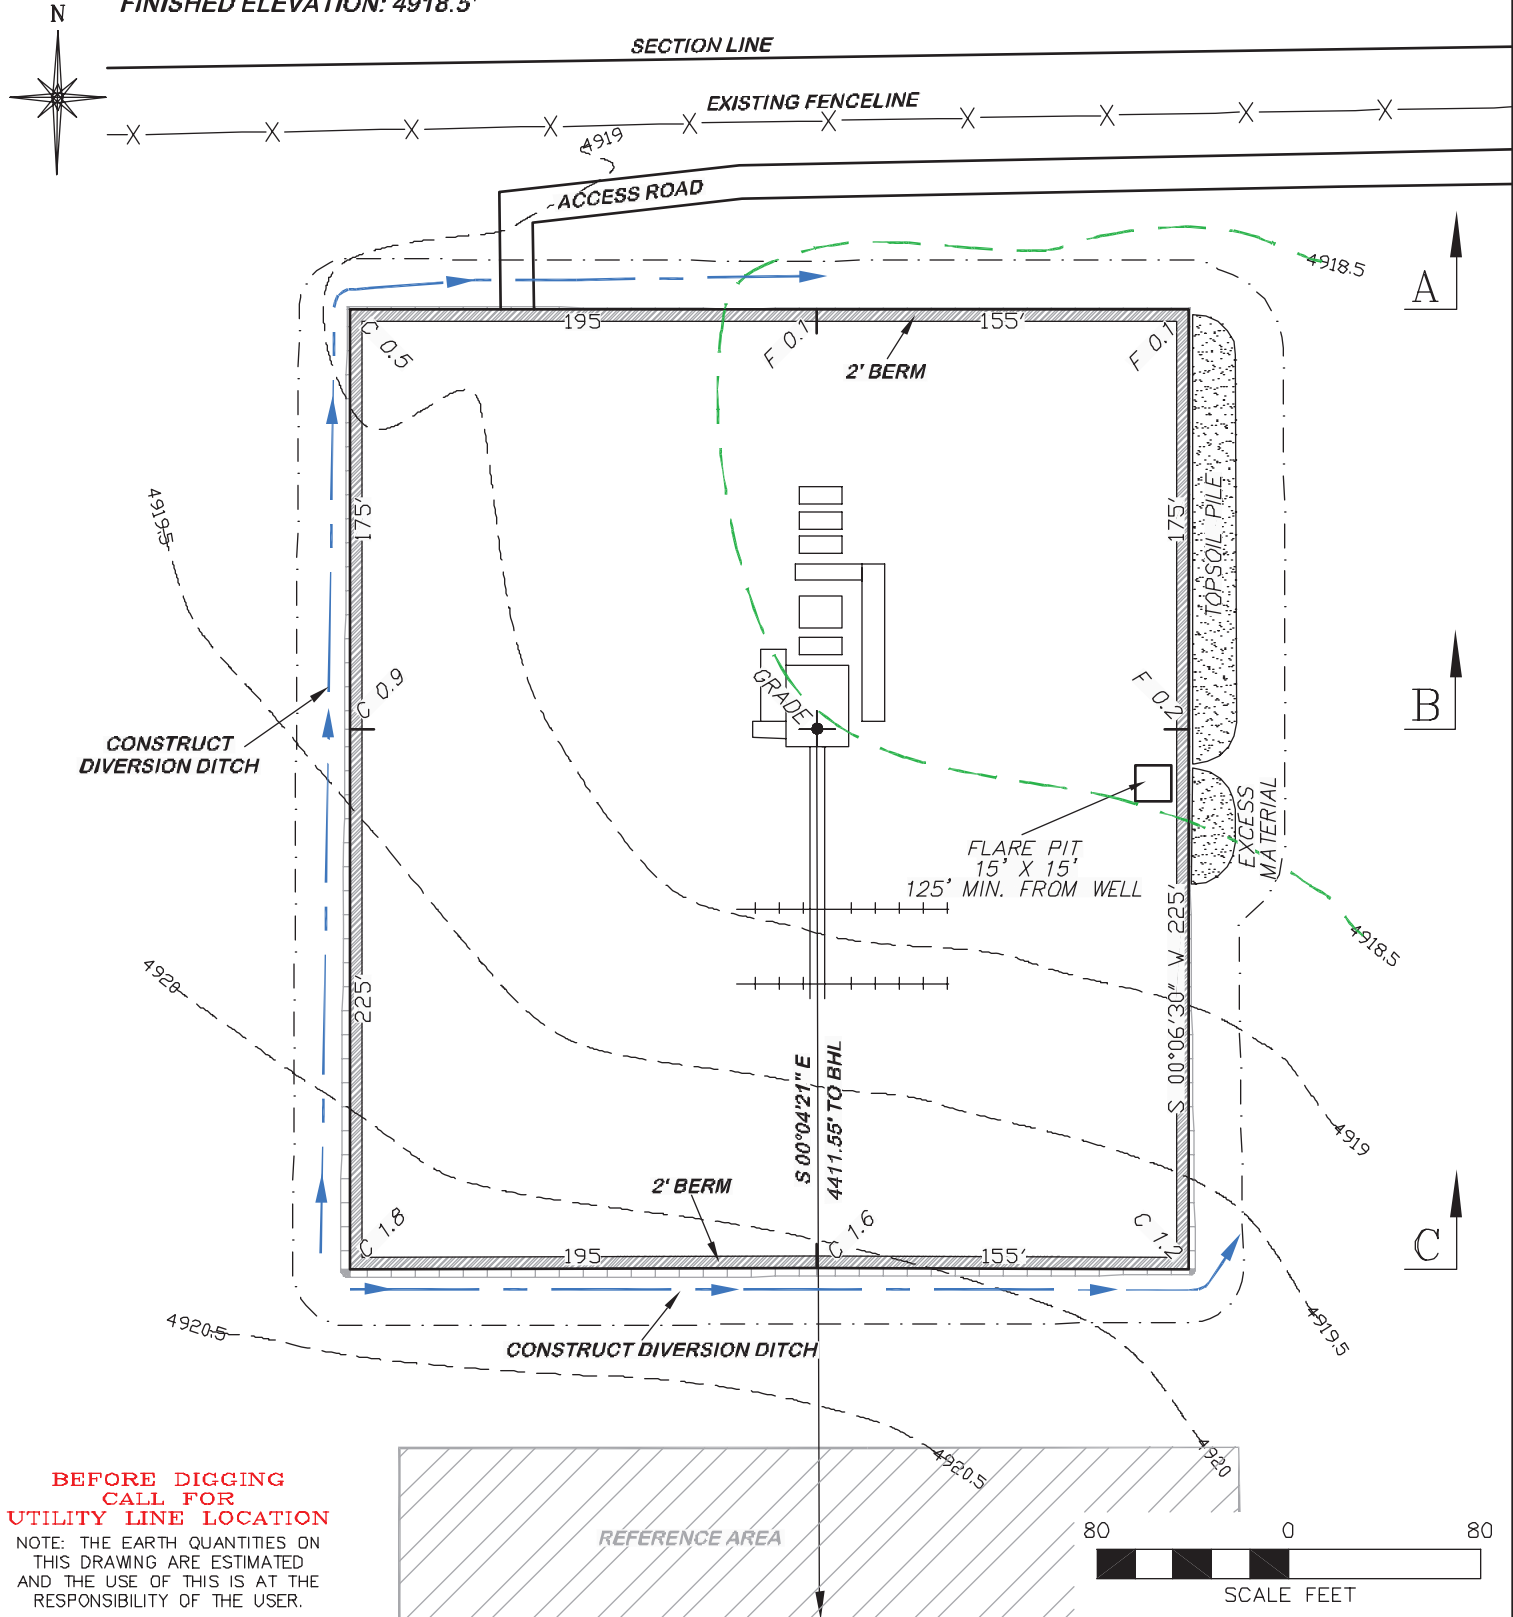 FINISHED ELEVATION: 4918.5'
N
SECTION LINE
EXISTING FENCELINE
4919
ACCESS ROAD
4918.5
A
195
155'
C 0.5
F 0.1
F 0.1
2' BERM
4919.5
175'
175'
TOPSOIL PILE
C 0.9
GRADE
F 0.2
B
CONSTRUCT
DIVERSION DITCH
EXCESS
MATERIAL
FLARE PIT
15' X 15'
125' MIN. FROM WELL
4918.5
4920
225'
S 00°06'30" W 225'
S 00°04'21" E
4411.55' TO BHL
4919
2' BERM
C 1.8
C 1.6
C 1.2
C
195
155'
4920.5
4919.5
CONSTRUCT DIVERSION DITCH
4920.5
4920
BEFORE DIGGING
CALL FOR
UTILITY LINE LOCATION
NOTE: THE EARTH QUANTITIES ON
THIS DRAWING ARE ESTIMATED
AND THE USE OF THIS IS AT THE
RESPONSIBILITY OF THE USER.
REFERENCE AREA
80 0 80
SCALE FEET